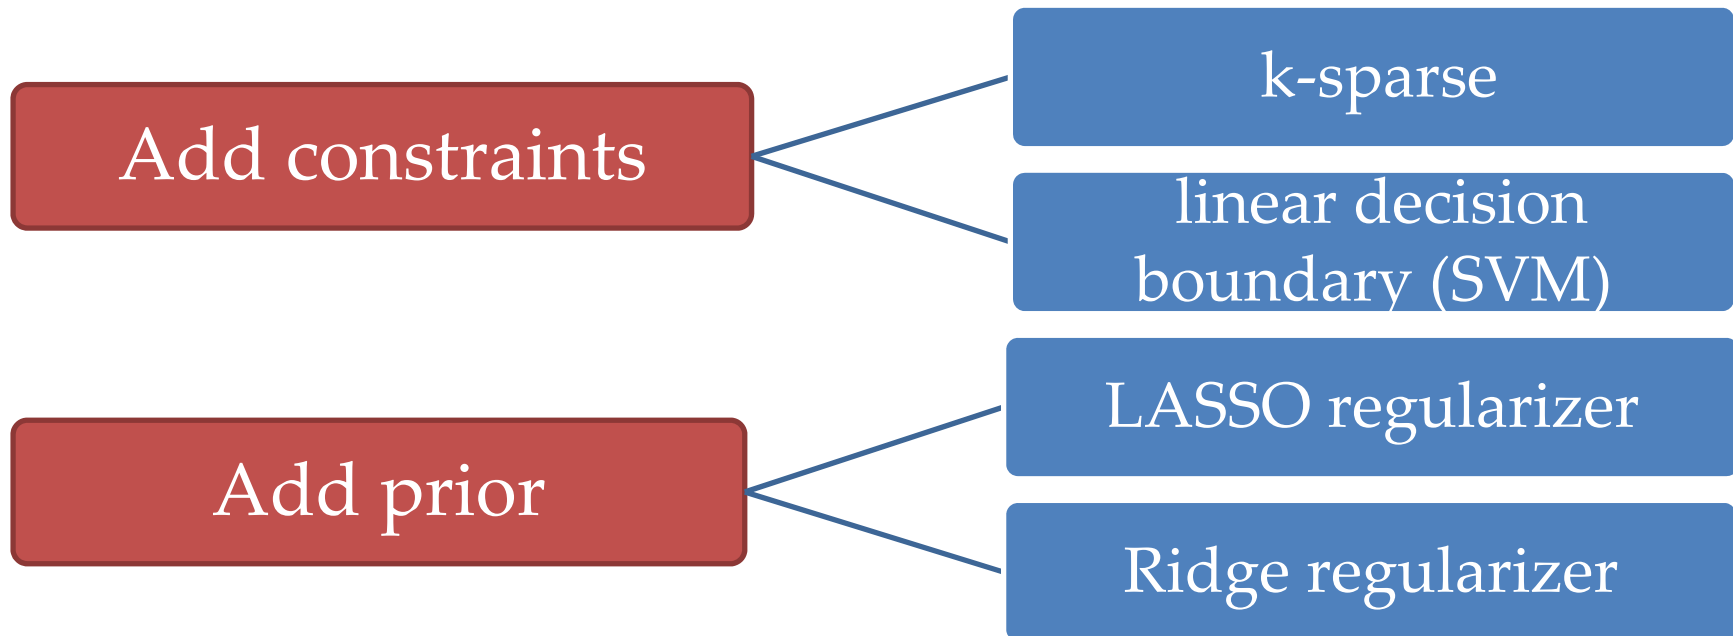 Add constraints
k-sparse
linear decision
boundary (SVM)
Add prior
LASSO regularizer
Ridge regularizer